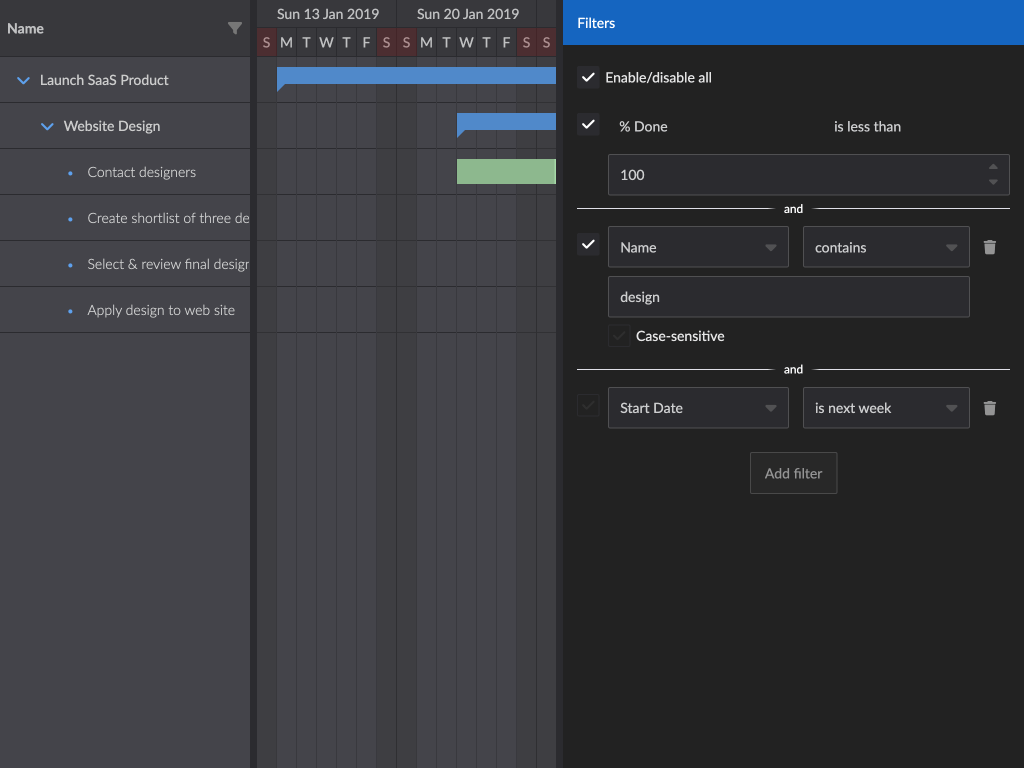 Name
Sun 13 Jan 2019 Sun 20 Jan 2019
S M T W T F S S M T W T F S S
Launch SaaS Product
Website Design
Contact designers
Create shortlist of three de
Select & review final design
Apply design to web site
Filters
Enable/disable all
% Done is less than
100
and
Name contains
design
Case-sensitive
and
Start Date is next week
Add filter